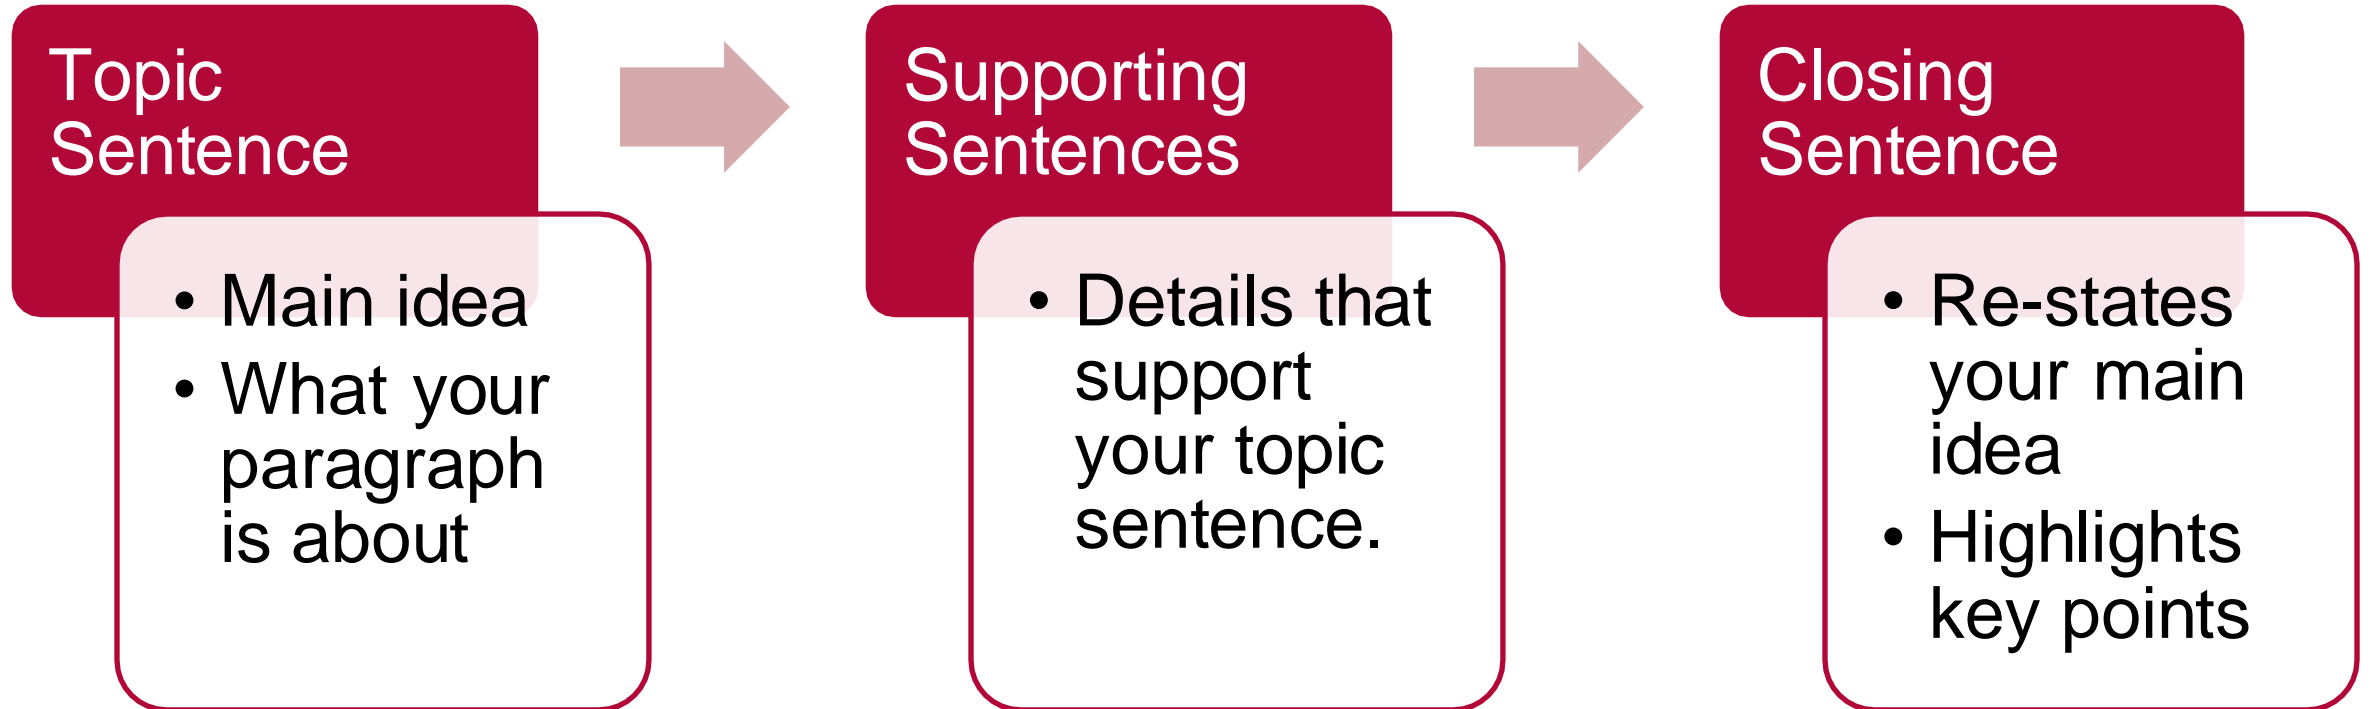 Topic
Sentence
• Main idea
• What your
paragraph
is about
Supporting
Sentences
• Details that
support
your topic
sentence.
Closing
Sentence
• Re-states
your main
idea
• Highlights
key points